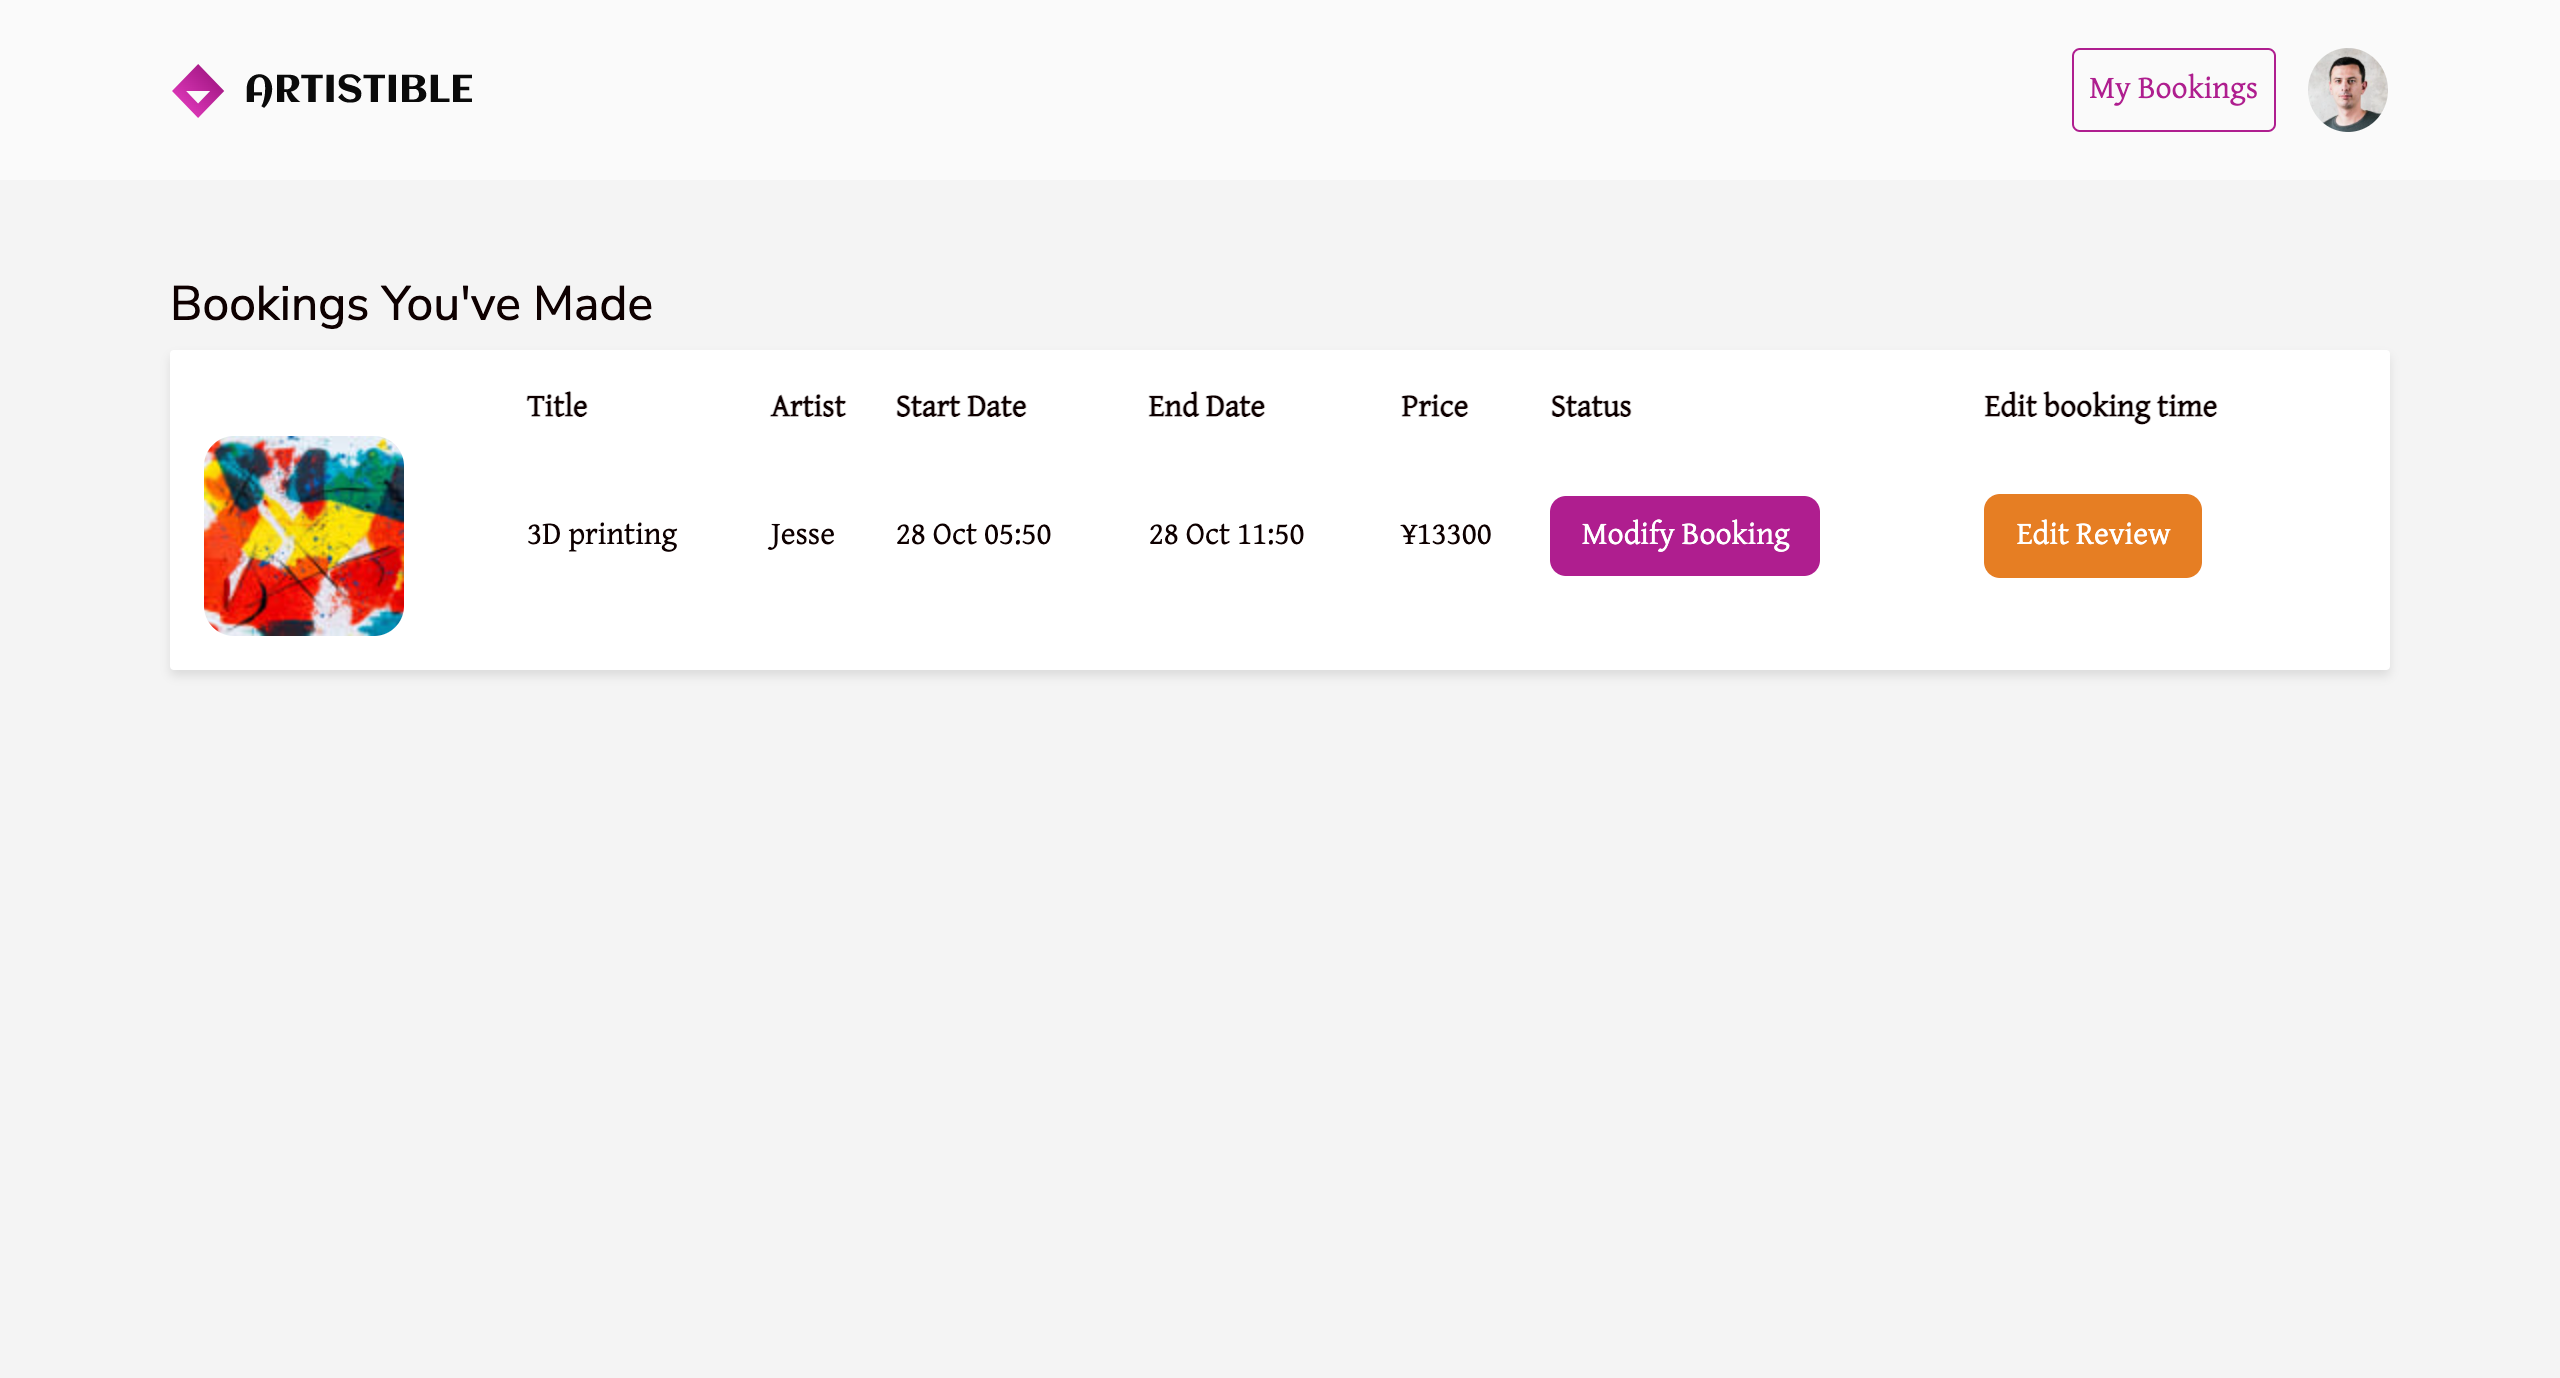 ARTISTIBLE
My Bookings
Bookings You've Made
Title Artist Start Date End Date Price Status Edit booking time
3D printing Jesse 28 Oct 05:50 28 Oct 11:50 ¥13300 Modify Booking Edit Review